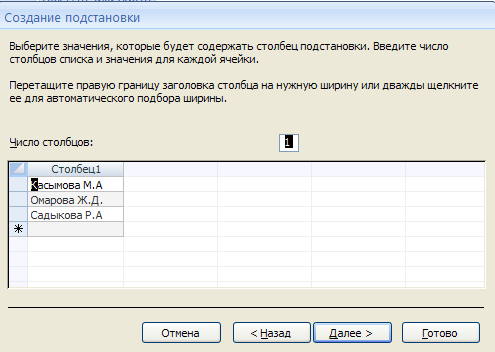 Создание подстановки
Выберите значения, которые будет содержать столбец подстановки. Введите число
столбцов списка и значения для каждой ячейки.
Перетащите правую границу заголовка столбца на нужную ширину или дважды щелкните
ее для автоматического подбора ширины.
Число столбцов: 1
Столбец1
Касымова М.А
Омарова Ж.Д.
Садыкова Р.А
Отмена < Назад Далее > Готово